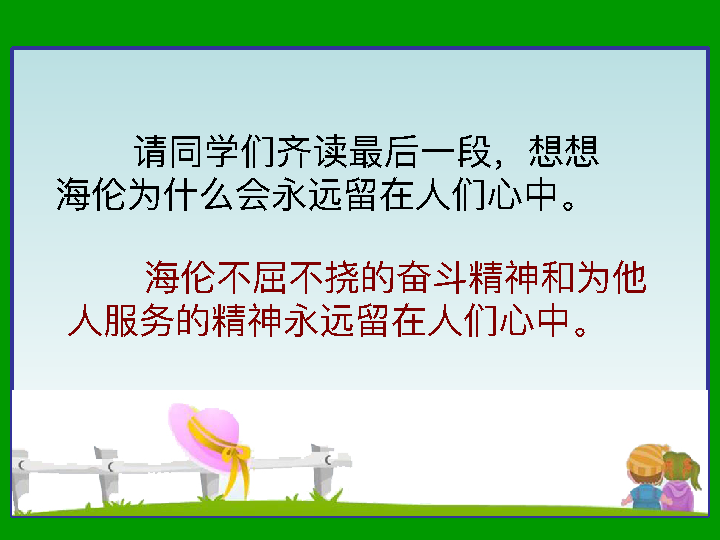 请同学们齐读最后一段，想想
海伦为什么会永远留在人们心中。
海伦不屈不挠的奋斗精神和为他
人服务的精神永远留在人们心中。